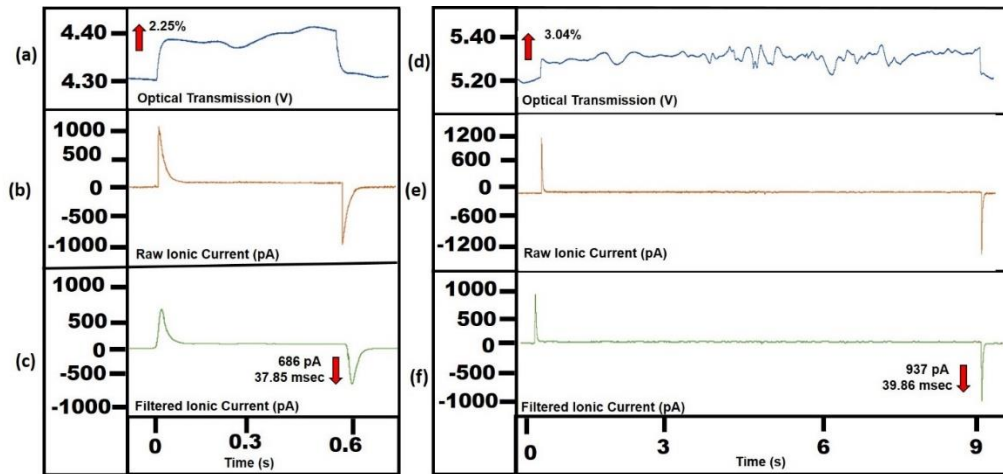 (a)
4.40
4.30
2.25%
Optical Transmission (V)
(b)
1000
500
0
-500
-1000
Raw Ionic Current (pA)
(c)
1000
500
0
-500
-1000
686 pA
37.85 msec
Filtered Ionic Current (pA)
0
0.3
0.6
Time (s)
(d)
5.40
5.20
3.04%
Optical Transmission (V)
(e)
1200
600
0
-600
-1200
Raw Ionic Current (pA)
(f)
1000
500
0
-500
-1000
937 pA
39.86 msec
Filtered Ionic Current (pA)
0
3
6
9
Time (s)